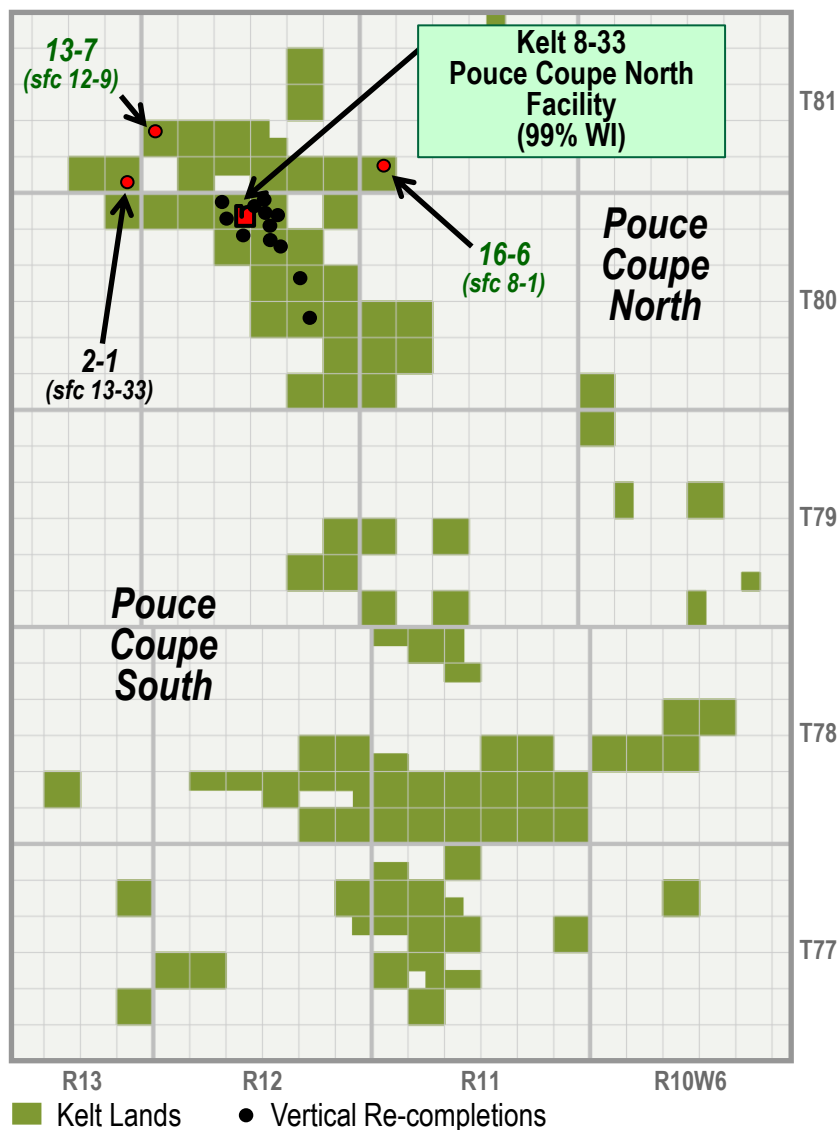 13-7
(sfc 12-9)
Kelt 8-33
Pouce Coupe North
Facility
(99% WI)
T81
Pouce
Coupe
North
16-6
(sfc 8-1)
T80
2-1
(sfc 13-33)
T79
Pouce
Coupe
South
T78
T77
R13 R12 R11 R10W6
Kelt Lands Vertical Re-completions